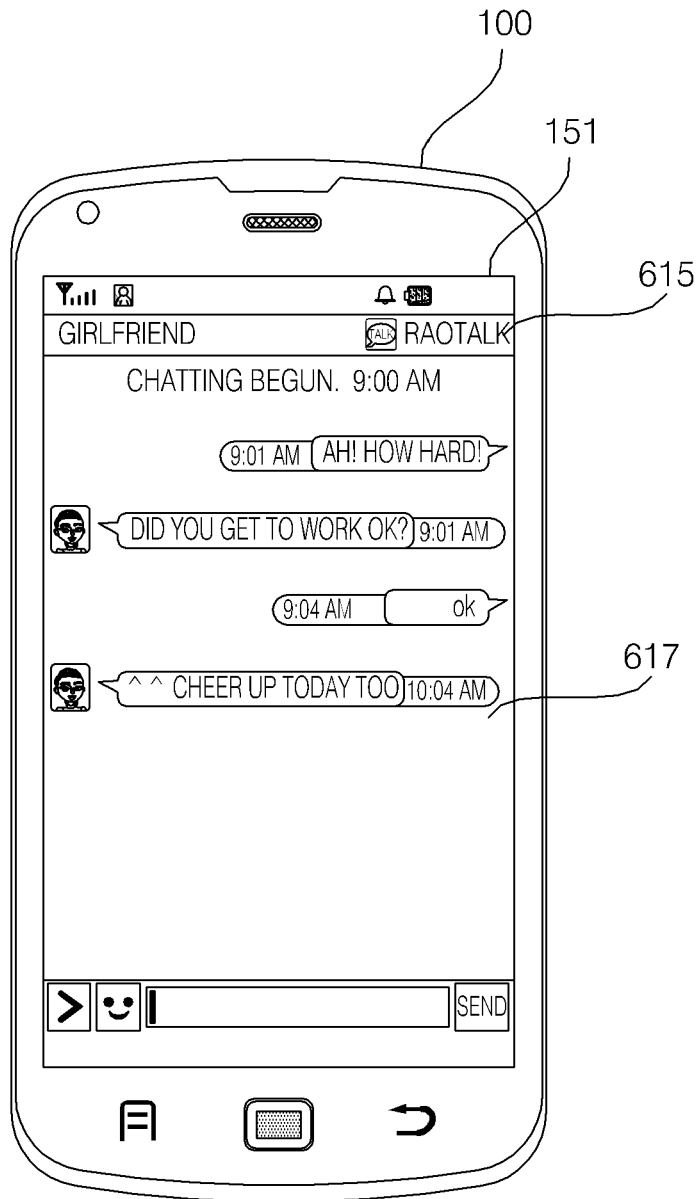 100
151
615
GIRLFRIEND TALK RAOTALK
CHATTING BEGUN. 9:00 AM
9:01 AM AH! HOW HARD!
DID YOU GET TO WORK OK? 9:01 AM
9:04 AM ok
617
^ ^ CHEER UP TODAY TOO 10:04 AM
SEND